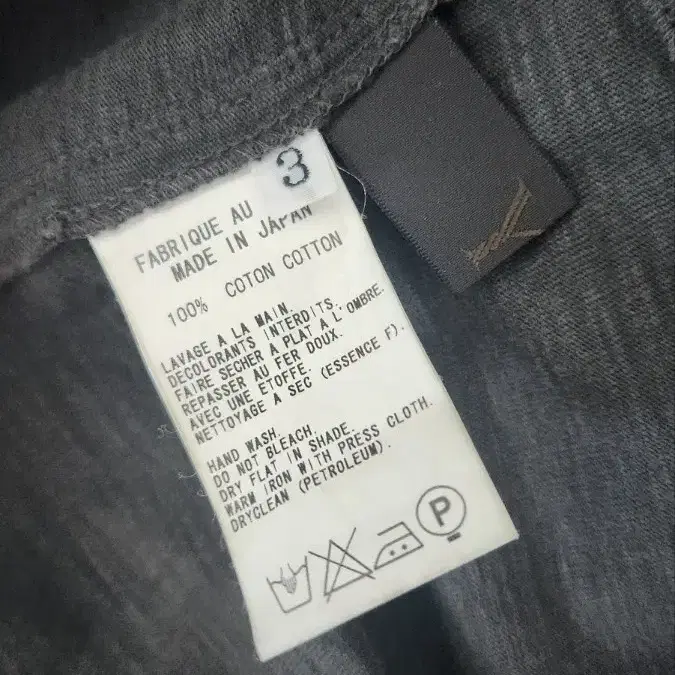 3
FABRIQUE AU
MADE IN JAPAN
100% COTON COTTON
LAVAGE A LA MAIN.
DECOLORANTS INTERDITS.
FAIRE SECHER A PLAT A L'OMBRE.
REPASSER AU FER DOUX.
AVEC UNE ETOFFE.
NETTOYAGE A SEC (ESSENCE F).
HAND WASH.
DO NOT BLEACH.
DRY FLAT IN SHADE.
WARM IRON WITH PRESS CLOTH.
DRYCLEAN (PETROLEUM).
P